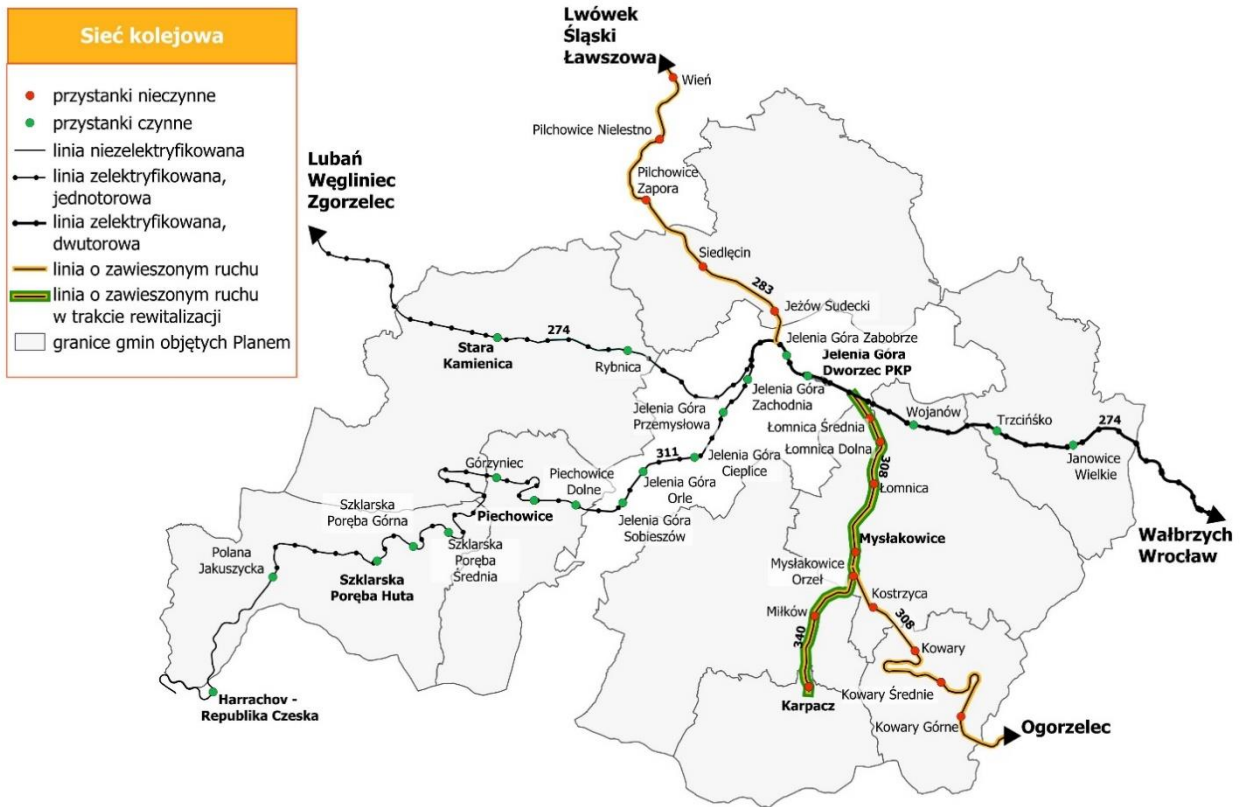 Sieć kolejowa
przystanki nieczynne
przystanki czynne
linia niezelektryfikowana
linia zelektryfikowana,
jednotorowa
linia zelektryfikowana,
dwutorowa
linia o zawieszonym ruchu
linia o zawieszonym ruchu
w trakcie rewitalizacji
granice gmin objętych Planem
Lwówek
Śląski
Ławszowa
Wień
Pilchowice Nielestno
Pilchowice
Zapora
Lubań
Węgliniec
Zgorzelec
Siedlęcin
283
Jeżów Sudecki
Jelenia Góra Zabobrze
Jelenia Góra
Dworzec PKP
274
Stara
Kamienica
Rybnica
Jelenia Góra
Zachodnia
Jelenia Góra
Przemysłowa
Łomnica Średnia
Łomnica Dolna
Wojanów
Trzcińsko
274
Janowice
Wielkie
308
Łomnica
311
Jelenia Góra
Cieplice
Jelenia Góra
Orle
Jelenia Góra
Sobieszów
Górzyniec
Piechowice
Dolne
Piechowice
Szklarska
Poręba Górna
Szklarska
Poręba
Średnia
Szklarska
Poręba Huta
Polana
Jakuszycka
Harrachov -
Republika Czeska
Wałbrzych
Wrocław
Mysłakowice
Mysłakowice
Orzeł
Kostrzyca
308
Miłków
340
Kowary
Kowary Średnie
Karpacz
Kowary Górne
Ogorzelec